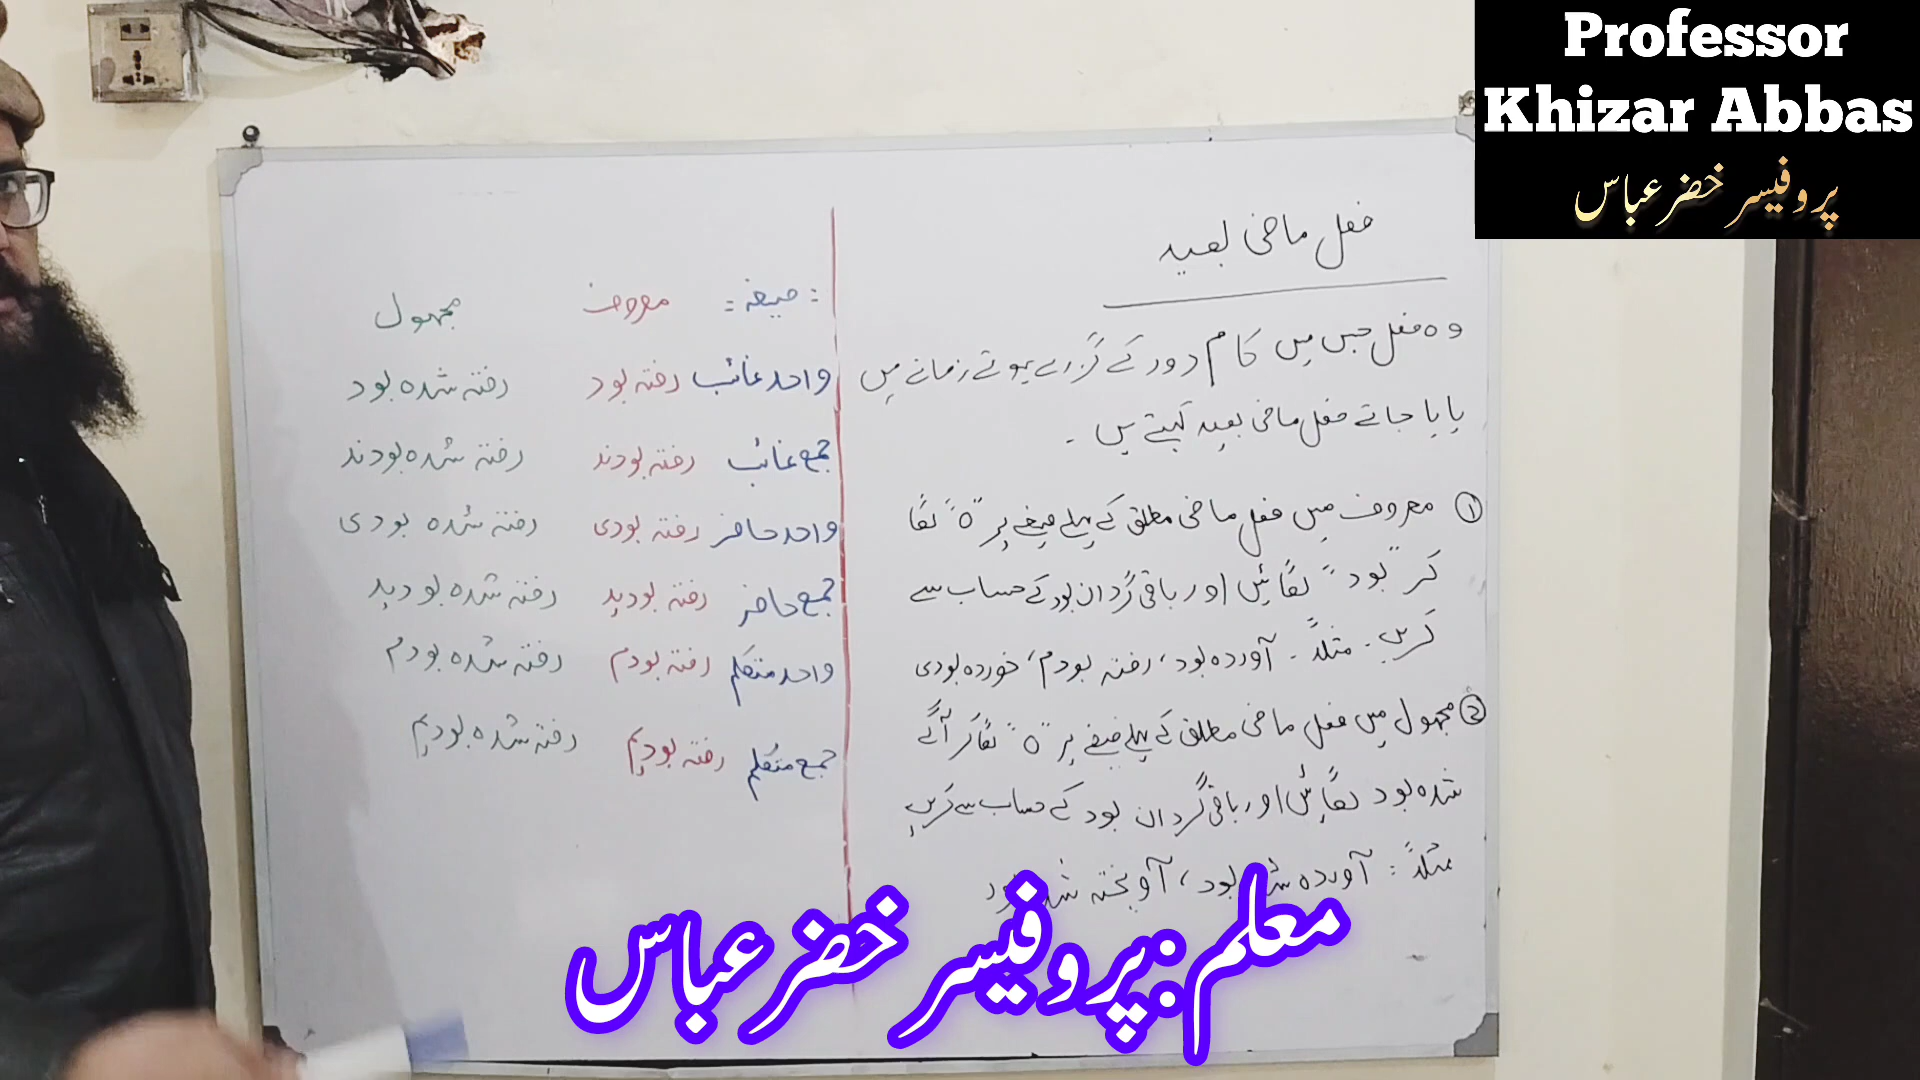 Professor
Khizar Abbas
پروفیسر خضر عباس
فعل ماضی بعید
وہ فعل جس میں کام دور کے گزرے ہوئے زمانے میں
پایا جائے فعل ماضی بعید کہتے ہیں ۔
① معروف میں فعل ماضی مطلق کے پہلے صیغے پر "ہ" لگا
کر "بود" لگائیں اور باقی گردان بود کے حساب سے
کریں ۔ مثلاً ۔ آوردہ بود، رفتہ بودم، خوردہ بودی
② مجہول میں فعل ماضی مطلق کے پہلے صیغے پر "ہ" لگا کر آگے
شدہ بود لگائیں اور باقی گردان بود کے حساب سے کریں
مثلاً : آوردہ شدہ بود، آویختہ شدہ بود
: صیغہ : معروف مجہول
واحد غائب رفتہ بود رفتہ شدہ بود
جمع غائب رفتہ بودند رفتہ شدہ بودند
واحد حاضر رفتہ بودی رفتہ شدہ بودی
جمع حاضر رفتہ بودید رفتہ شدہ بودید
واحد متکلم رفتہ بودم رفتہ شدہ بودم
جمع متکلم رفتہ بودیم رفتہ شدہ بودیم
معلم: پروفیسر خضر عباس